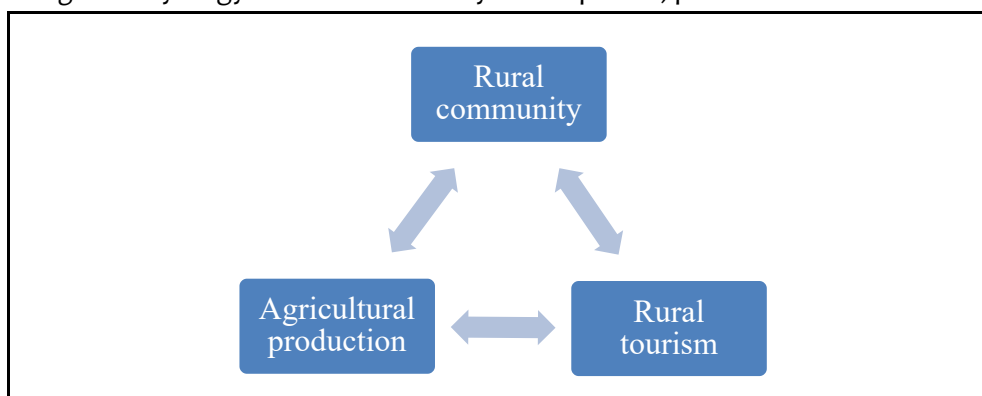 Rural
community
Agricultural
production
Rural
tourism